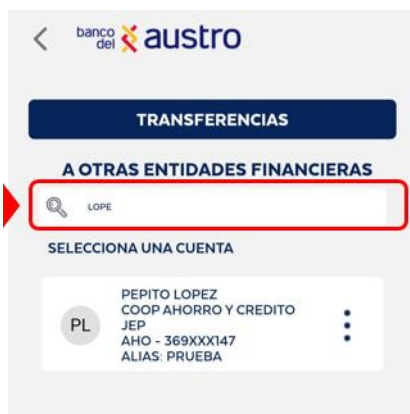 banco del austro
TRANSFERENCIAS
A OTRAS ENTIDADES FINANCIERAS
LOPE
SELECCIONA UNA CUENTA
PL
PEPITO LOPEZ
COOP AHORRO Y CREDITO
JEP
AHO - 369XXX147
ALIAS: PRUEBA